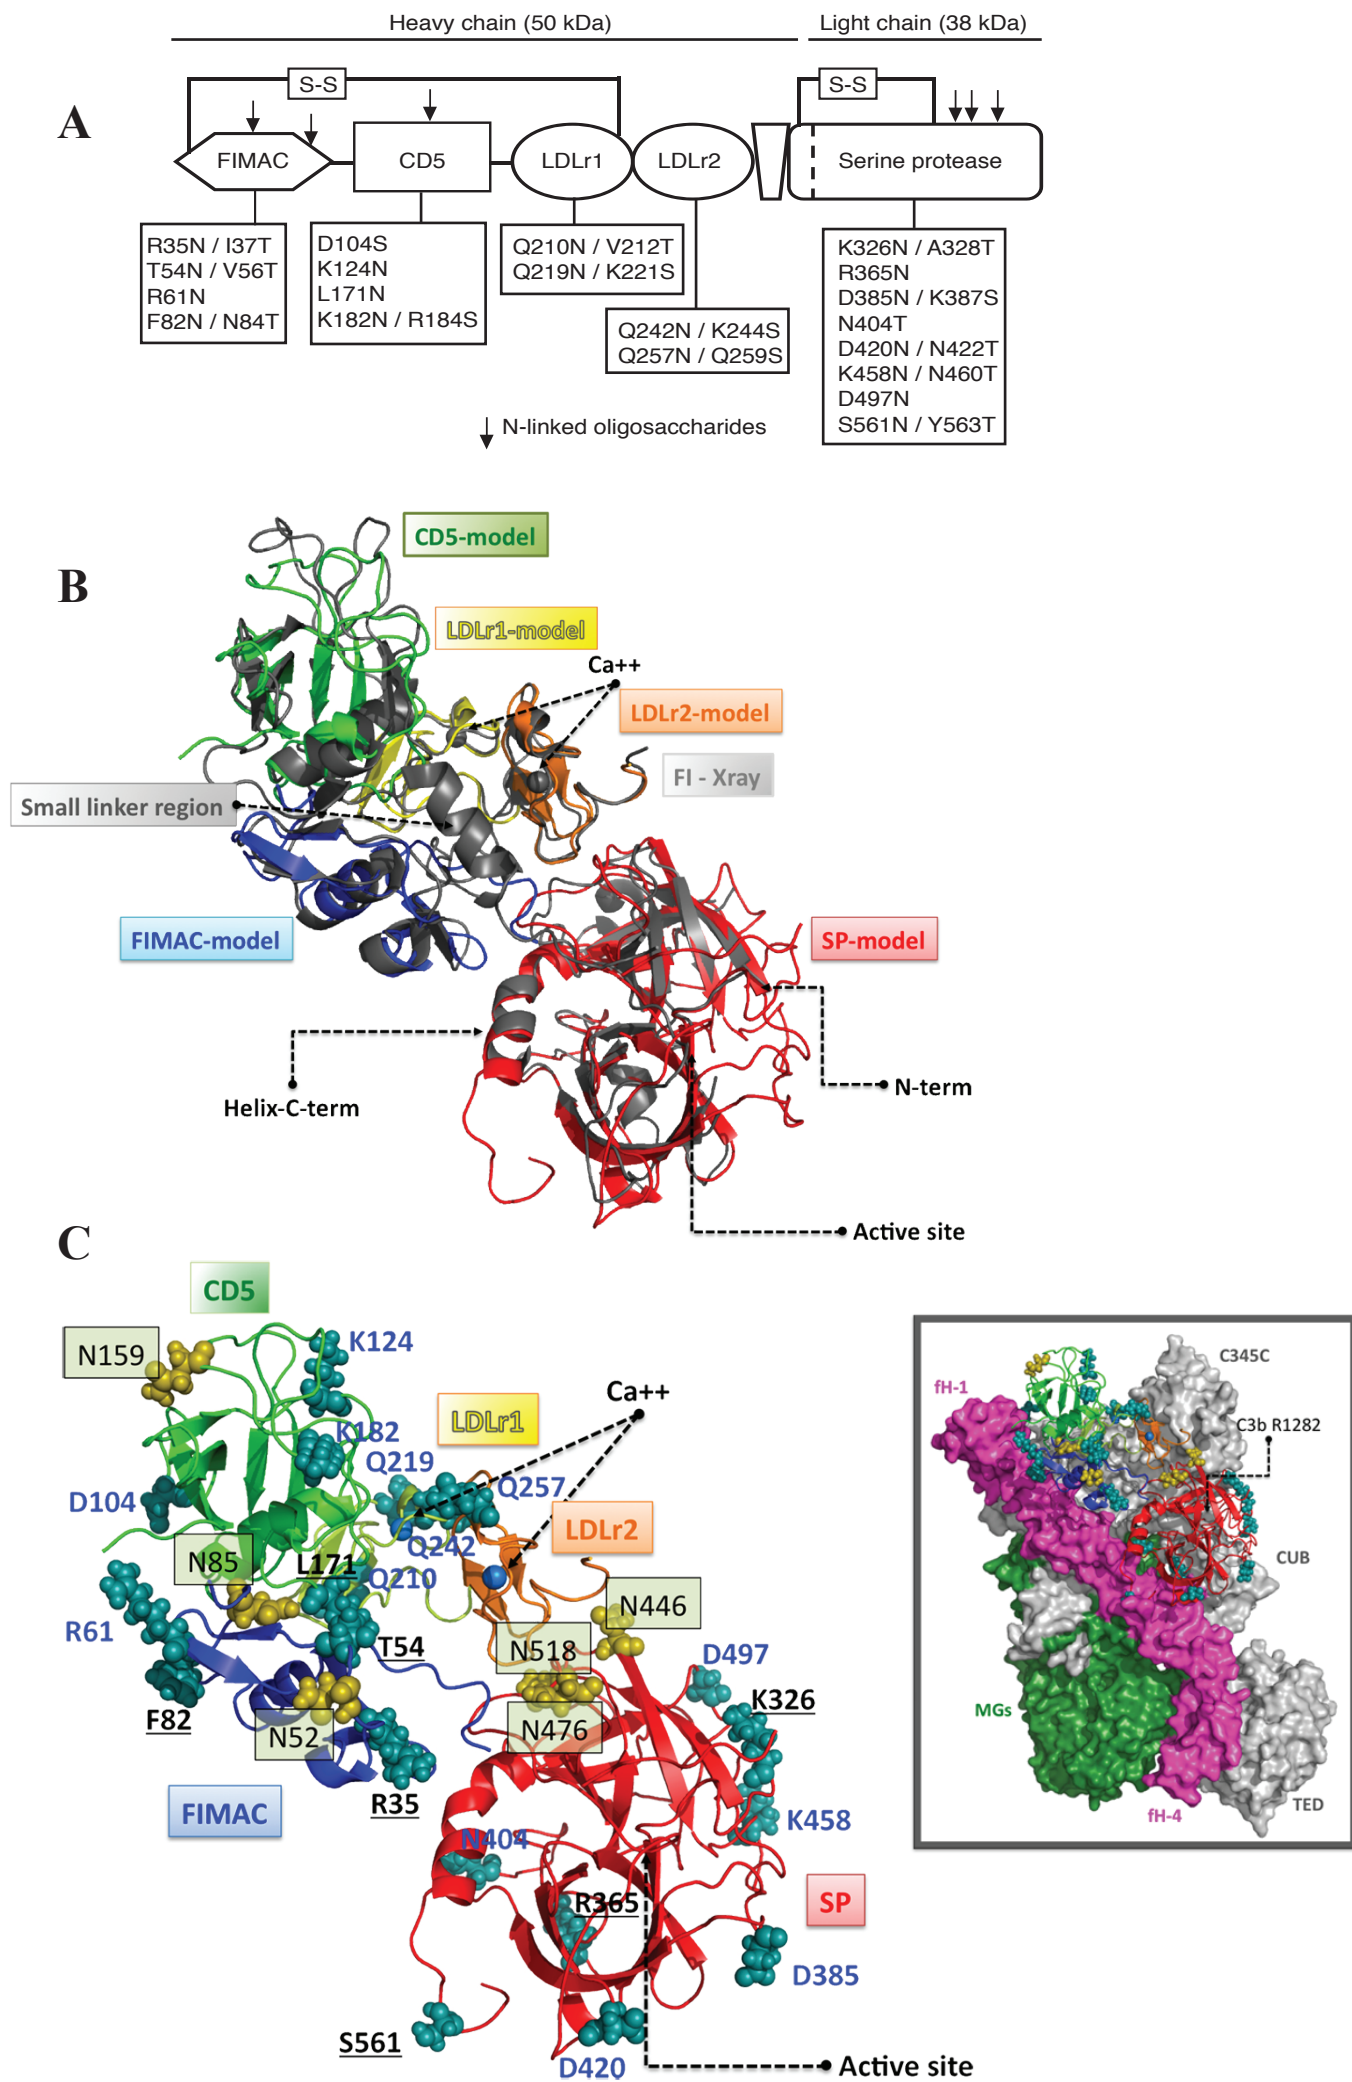 Heavy chain (50 kDa)
Light chain (38 kDa)
A
S-S
S-S
FIMAC
CD5
LDLr1
LDLr2
Serine protease
R35N / I37T
T54N / V56T
R61N
F82N / N84T
D104S
K124N
L171N
K182N / R184S
Q210N / V212T
Q219N / K221S
Q242N / K244S
Q257N / Q259S
K326N / A328T
R365N
D385N / K387S
N404T
D420N / N422T
K458N / N460T
D497N
S561N / Y563T
N-linked oligosaccharides
B
CD5-model
LDLr1-model
Ca++
LDLr2-model
FI - Xray
Small linker region
FIMAC-model
SP-model
N-term
Helix-C-term
Active site
C
CD5
N159
K124
LDLr1
Ca++
K182
Q219
Q257
D104
LDLr2
Q242
N85
L171
Q210
N446
R61
T54
N518
D497
K326
F82
N52
N476
R35
FIMAC
K458
N404
R365
SP
D385
S561
D420
Active site
C345C
fH-1
C3b R1282
CUB
MGs
fH-4
TED